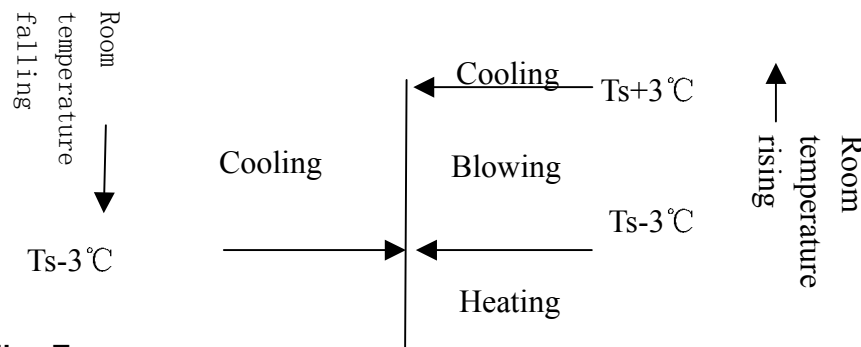 Room
temperature
falling
Cooling
Ts+3℃
Cooling
Blowing
Room
temperature
rising
Ts-3℃
Ts-3℃
Heating